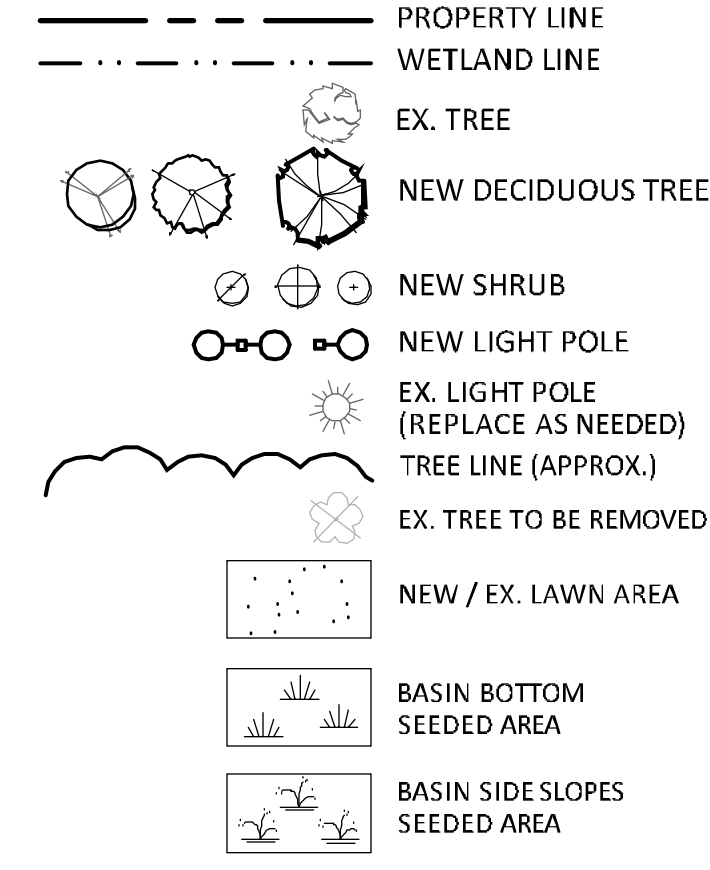 PROPERTY LINE
WETLAND LINE
EX. TREE
NEW DECIDUOUS TREE
NEW SHRUB
NEW LIGHT POLE
EX. LIGHT POLE
(REPLACE AS NEEDED)
TREE LINE (APPROX.)
EX. TREE TO BE REMOVED
NEW / EX. LAWN AREA
BASIN BOTTOM
SEEDED AREA
BASIN SIDE SLOPES
SEEDED AREA